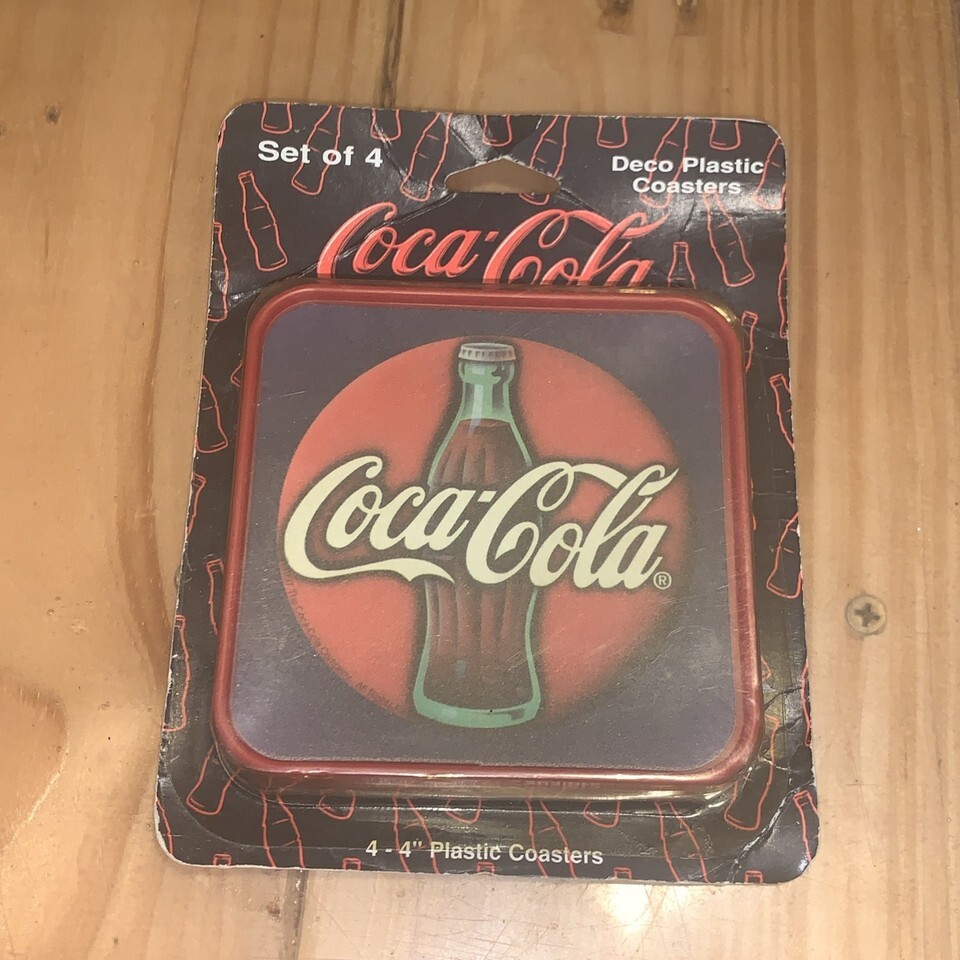 Set of 4
Deco Plastic
Coasters
Coca-Cola
Coca-Cola®
4 - 4" Plastic Coasters